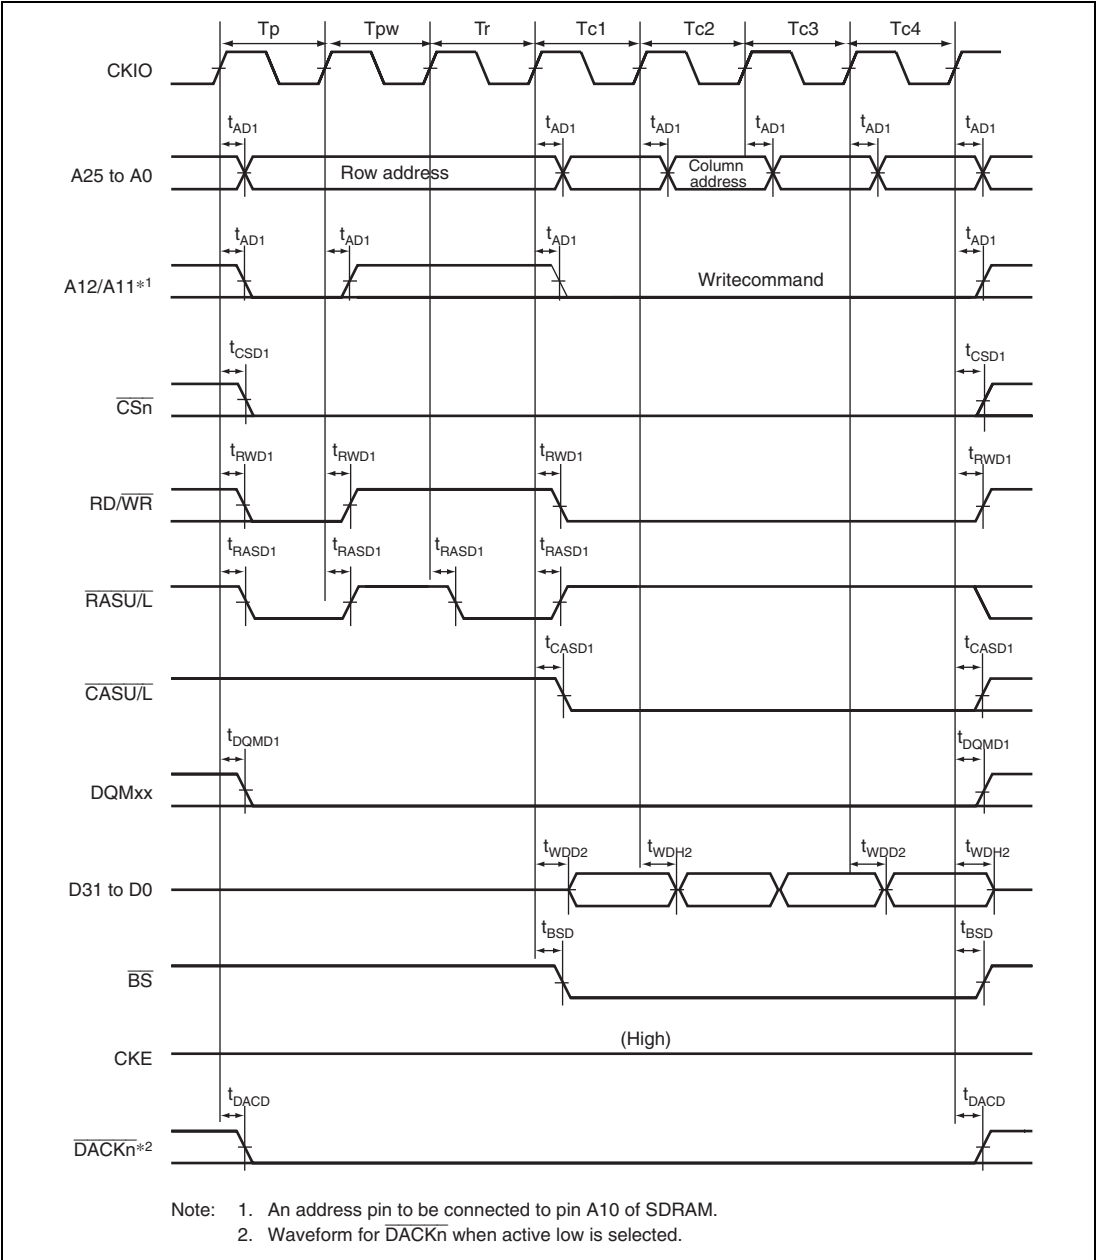 Tp Tpw Tr Tc1 Tc2 Tc3 Tc4
CKIO
tAD1 tAD1 tAD1 tAD1 tAD1 tAD1
A25 to A0 Row address Column address
tAD1 tAD1 tAD1 tAD1
A12/A11*1 Writecommand
tCSD1 tCSD1
CSn
tRWD1 tRWD1 tRWD1 tRWD1
RD/WR
tRASD1 tRASD1 tRASD1 tRASD1
RASU/L
tCASD1 tCASD1
CASU/L
tDQMD1 tDQMD1
DQMxx
tWDD2 tWDH2 tWDD2 tWDH2
D31 to D0
tBSD tBSD
BS
(High)
CKE
tDACD tDACD
DACKn*2
Note: 1. An address pin to be connected to pin A10 of SDRAM.
2. Waveform for DACKn when active low is selected.